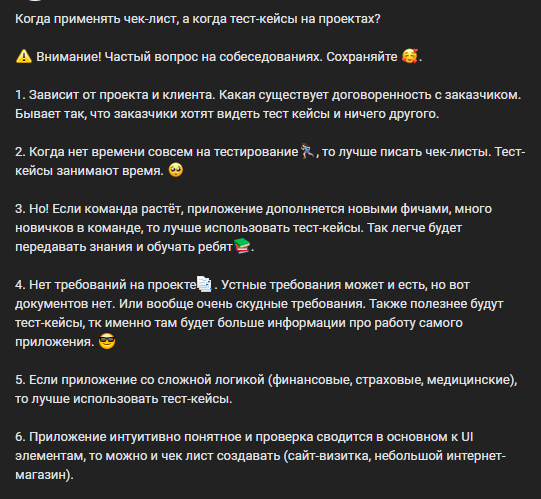 Когда применять чек-лист, а когда тест-кейсы на проектах?
⚠️ Внимание! Частый вопрос на собеседованиях. Сохраняйте 🥰.
1. Зависит от проекта и клиента. Какая существует договоренность с заказчиком.
Бывает так, что заказчики хотят видеть тест кейсы и ничего другого.
2. Когда нет времени совсем на тестирование🏃, то лучше писать чек-листы. Тест-
кейсы занимают время. 🥺
3. Но! Если команда растёт, приложение дополняется новыми фичами, много
новичков в команде, то лучше использовать тест-кейсы. Так легче будет
передавать знания и обучать ребят📚.
4. Нет требований на проекте📑 . Устные требования может и есть, но вот
документов нет. Или вообще очень скудные требования. Также полезнее будут
тест-кейсы, тк именно там будет больше информации про работу самого
приложения. 😎
5. Если приложение со сложной логикой (финансовые, страховые, медицинские),
то лучше использовать тест-кейсы.
6. Приложение интуитивно понятное и проверка сводится в основном к UI
элементам, то можно и чек лист создавать (сайт-визитка, небольшой интернет-
магазин).